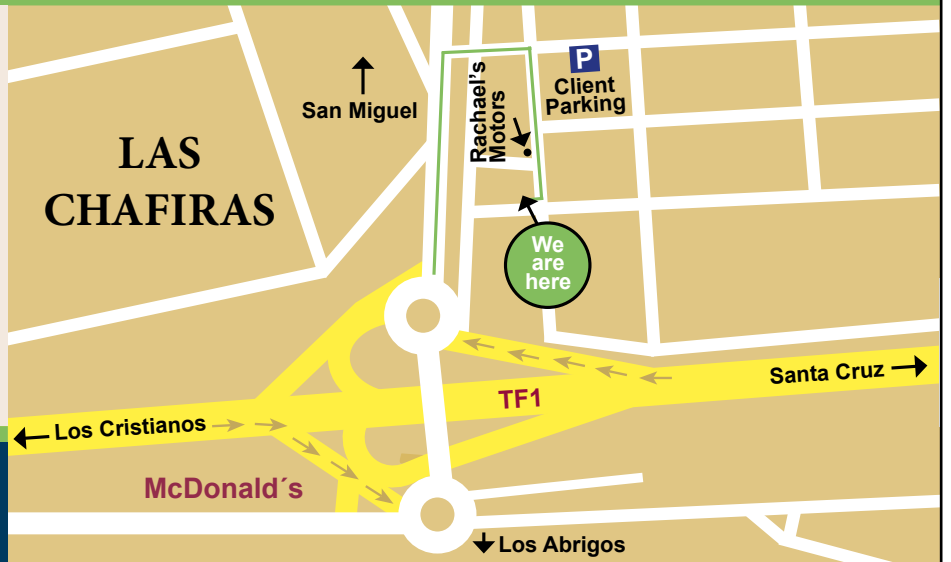 P
Client
Parking
San Miguel
Rachael's
Motors
LAS
CHAFIRAS
We
are
here
Santa Cruz
TF1
Los Cristianos
McDonald´s
Los Abrigos